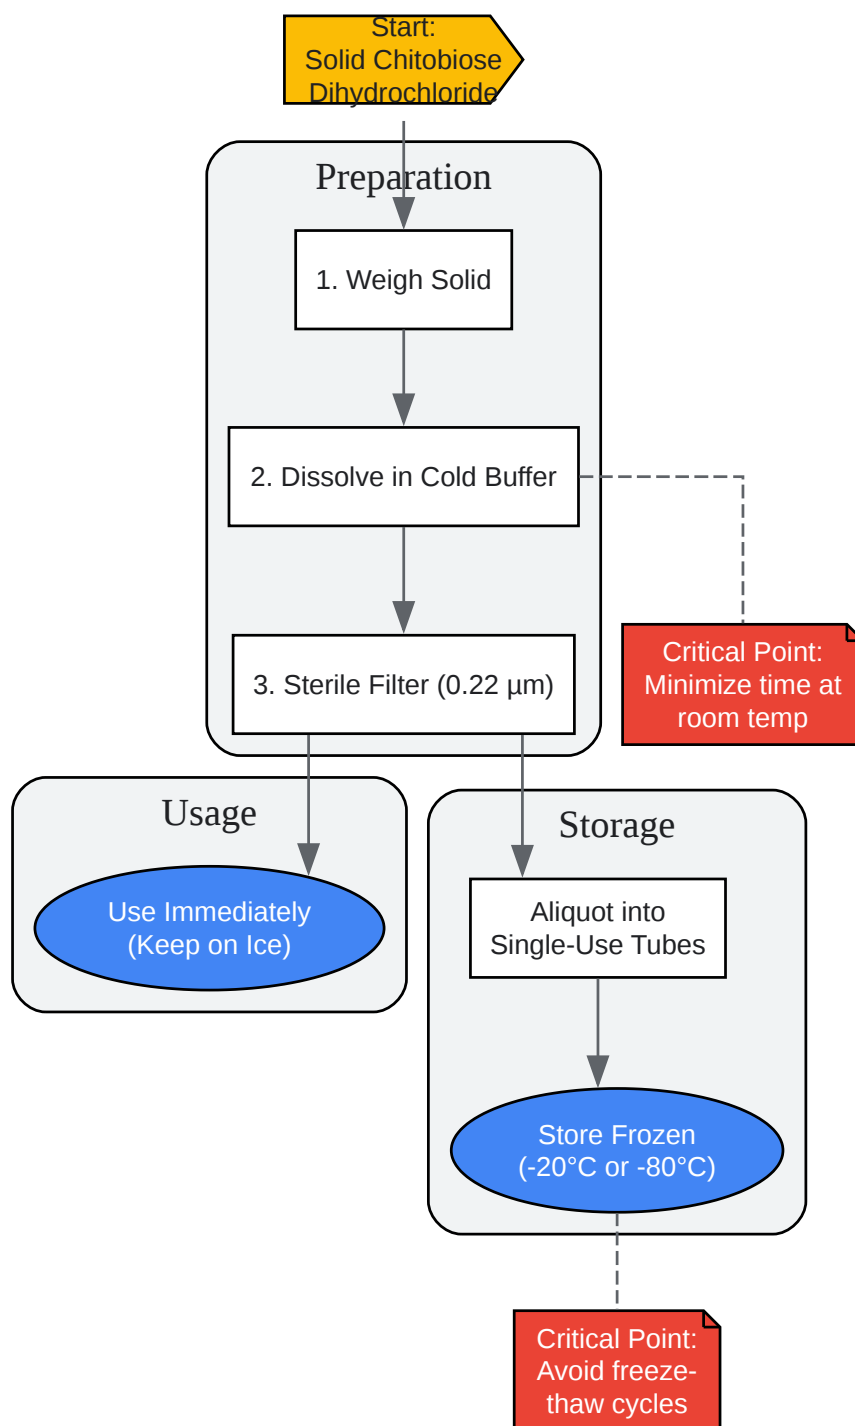 Start:
Solid Chitobiose
Dihydrochloride
Preparation
1. Weigh Solid
2. Dissolve in Cold Buffer
Critical Point:
Minimize time at
room temp
3. Sterile Filter (0.22 µm)
Usage
Use Immediately
(Keep on Ice)
Storage
Aliquot into
Single-Use Tubes
Store Frozen
(-20°C or -80°C)
Critical Point:
Avoid freeze-
thaw cycles